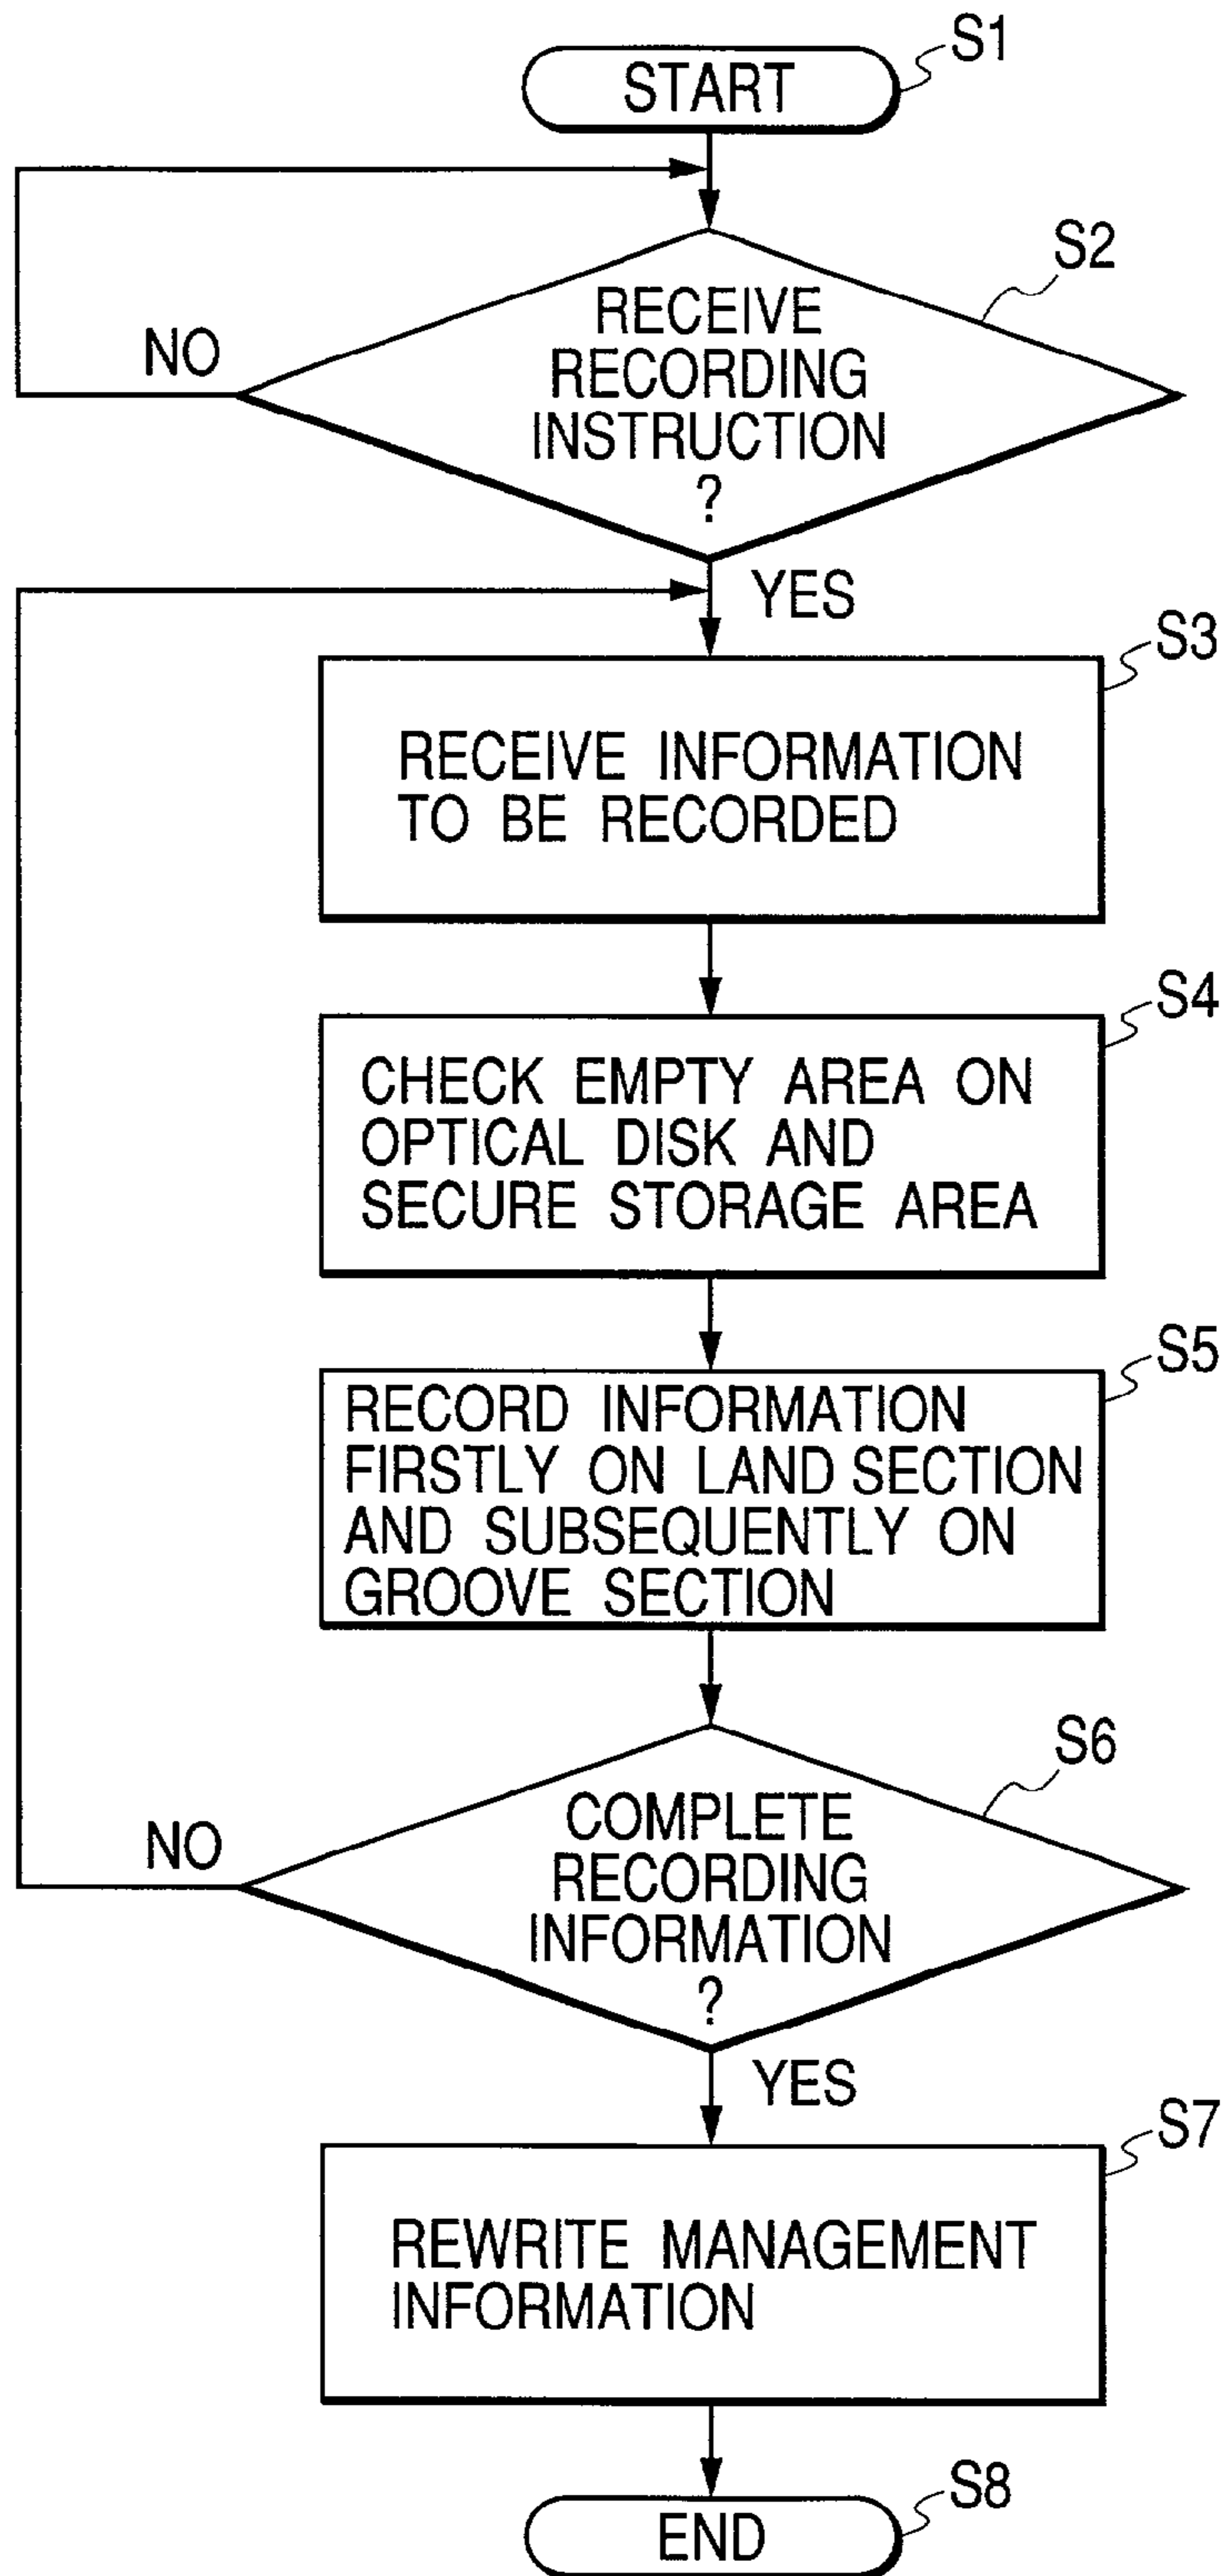 START
S1
S2
RECEIVE
RECORDING
INSTRUCTION
?
NO
YES
S3
RECEIVE INFORMATION
TO BE RECORDED
S4
CHECK EMPTY AREA ON
OPTICAL DISK AND
SECURE STORAGE AREA
S5
RECORD INFORMATION
FIRSTLY ON LAND SECTION
AND SUBSEQUENTLY ON
GROOVE SECTION
S6
COMPLETE
RECORDING
INFORMATION
?
NO
YES
S7
REWRITE MANAGEMENT
INFORMATION
S8
END